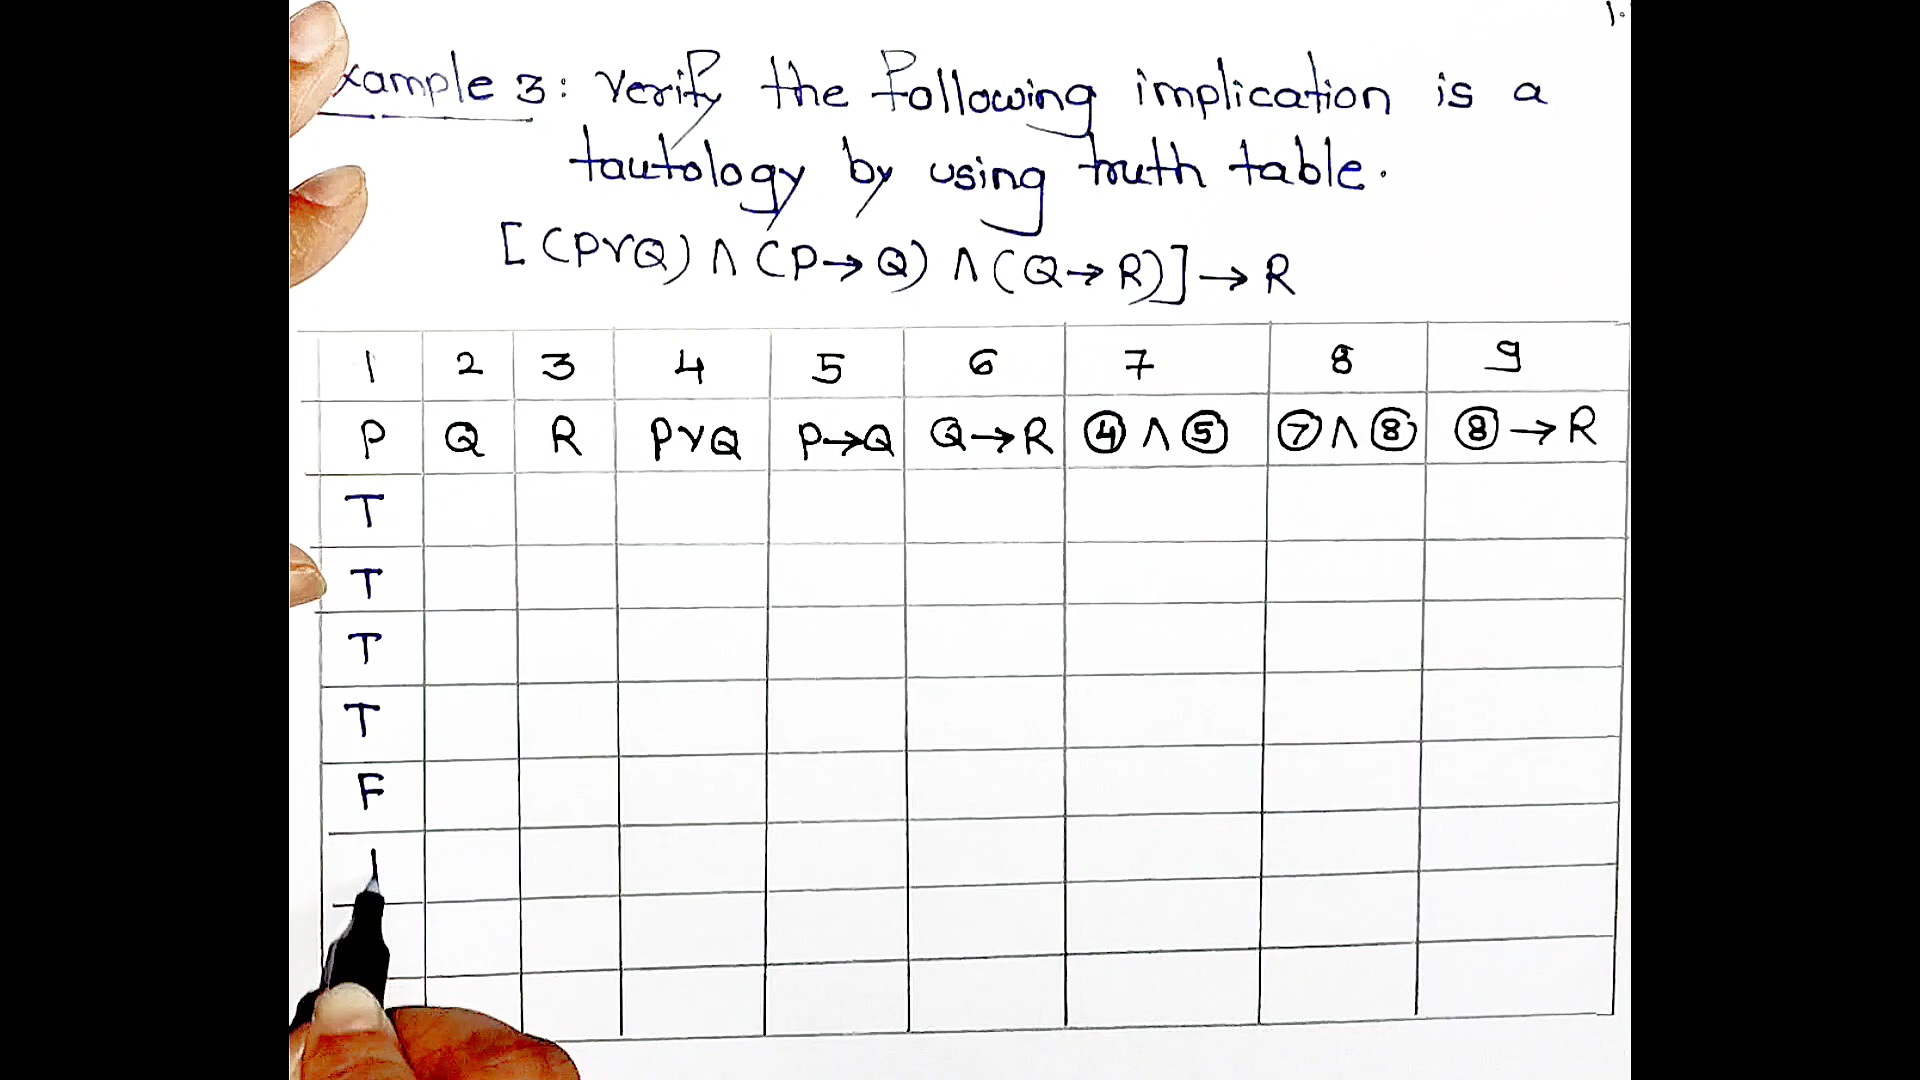 1.
xample 3: Verify the following implication is a
tautology by using truth table.
[(P∨Q) ∧ (P→Q) ∧ (Q→R)] → R
1 2 3 4 5 6 7 8 9
P Q R P∨Q P→Q Q→R ④ ∧ ⑤ ⑦ ∧ ⑧ ⑧ → R
T
T
T
T
F